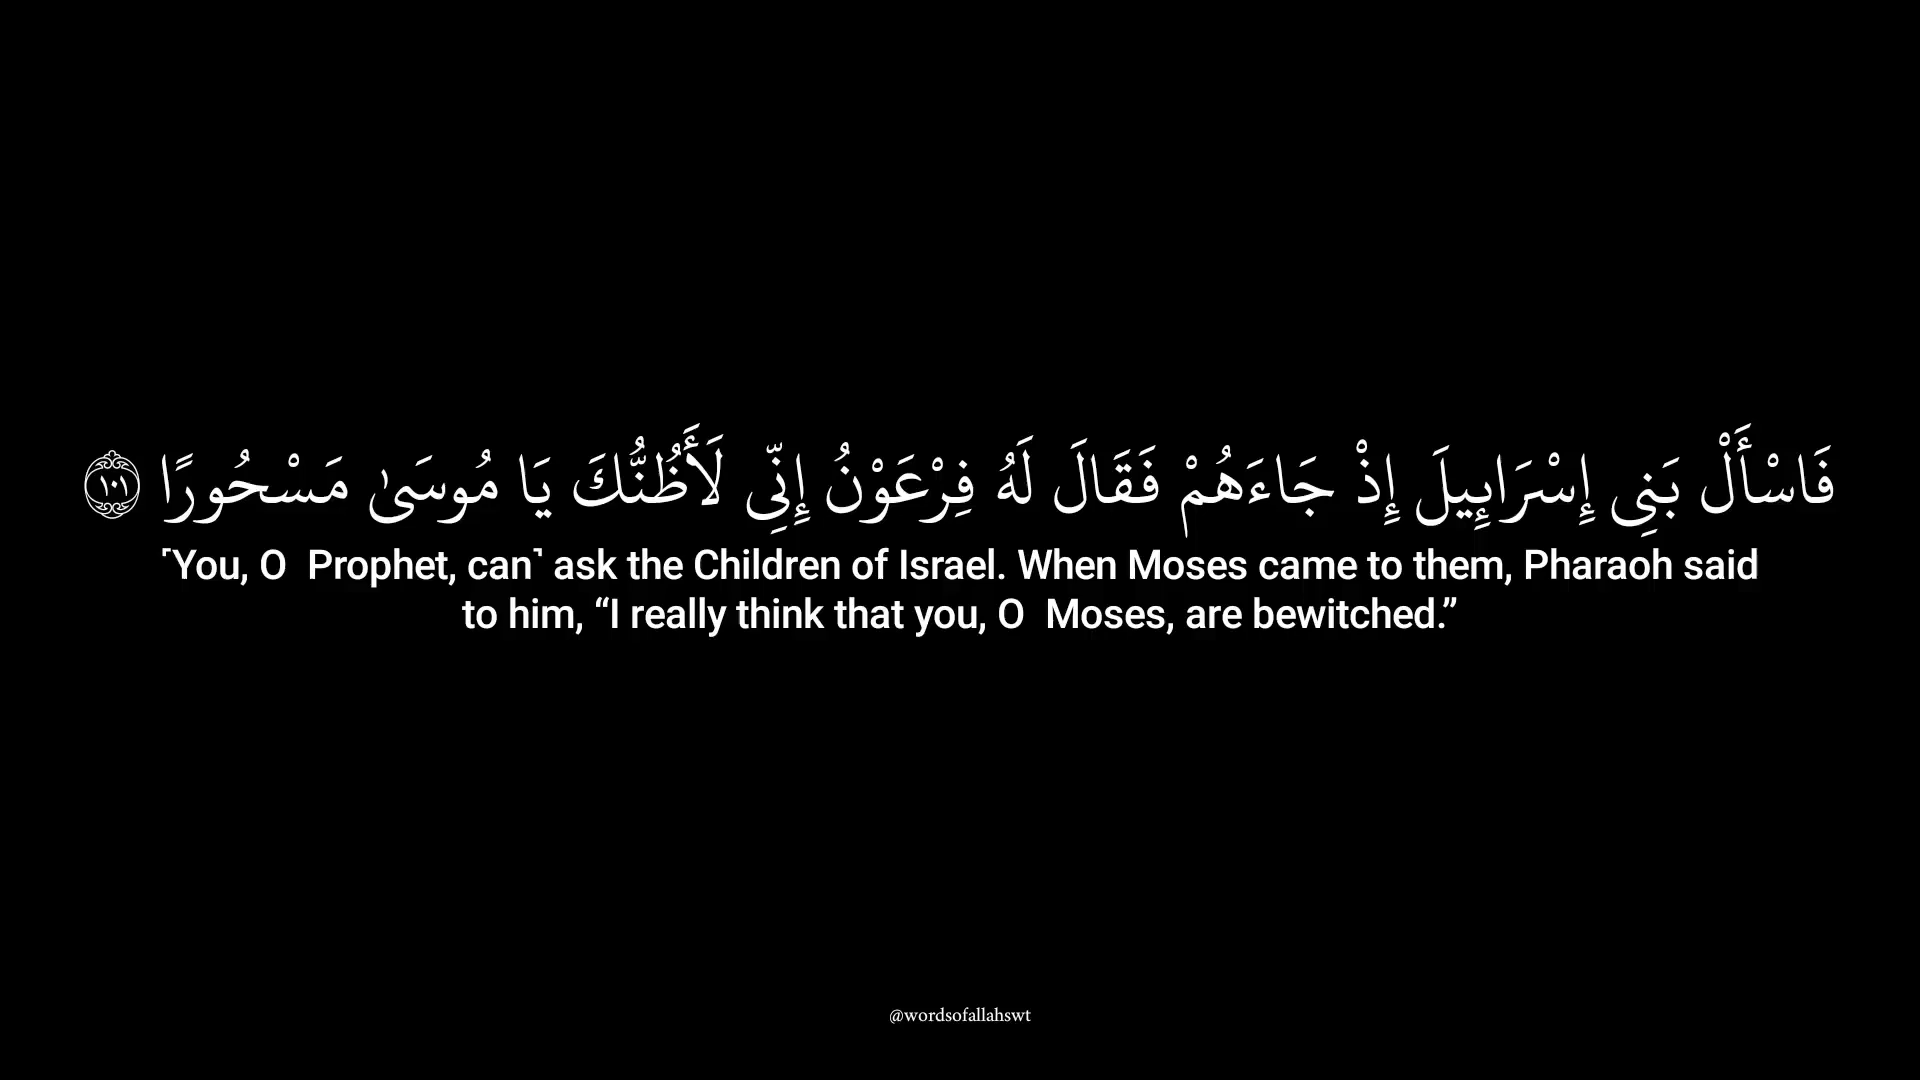 فَاسْأَلْ بَنِي إِسْرَايِٕيلَ إِذْ جَاءَهُمْ فَقَالَ لَهُ فِرْعَوْنُ إِنِّي لَأَظُنُّكَ يَا مُوسَىٰ مَسْحُورًا ١٠١
⸢You, O  Prophet, can⸣ ask the Children of Israel. When Moses came to them, Pharaoh said
to him, “I really think that you, O  Moses, are bewitched.”
@wordsofallahswt